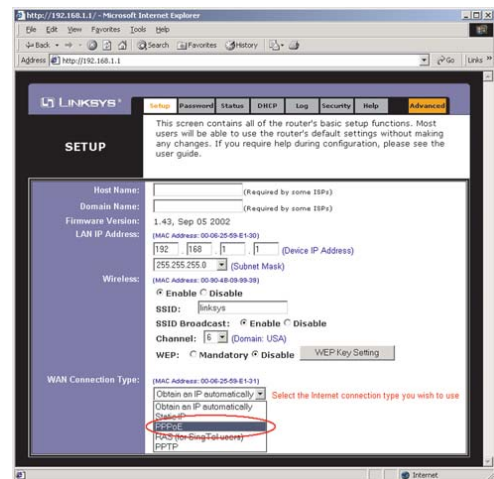 http://192.168.1.1/ - Microsoft Internet Explorer
File Edit View Favorites Tools Help
Back Search Favorites History
Address http://192.168.1.1 Go Links »
LINKSYS®
Setup Password Status DHCP Log Security Help Advanced
SETUP
This screen contains all of the router's basic setup functions. Most
users will be able to use the router's default settings without making
any changes. If you require help during configuration, please see the
user guide.
Host Name: (Required by some ISPs)
Domain Name: (Required by some ISPs)
Firmware Version: 1.43, Sep 05 2002
LAN IP Address: (MAC Address: 00-06-25-59-E1-30)
192 . 168 . 1 . 1 (Device IP Address)
255.255.255.0 (Subnet Mask)
Wireless: (MAC Address: 00-90-4B-09-99-39)
Enable Disable
SSID: linksys
SSID Broadcast: Enable Disable
Channel: 6 (Domain: USA)
WEP: Mandatory Disable WEP Key Setting
WAN Connection Type: (MAC Address: 00-06-25-59-E1-31)
Obtain an IP automatically Select the Internet connection type you wish to use
Obtain an IP automatically
Static IP
PPPoE
RAS (for SingTel users)
PPTP
Internet